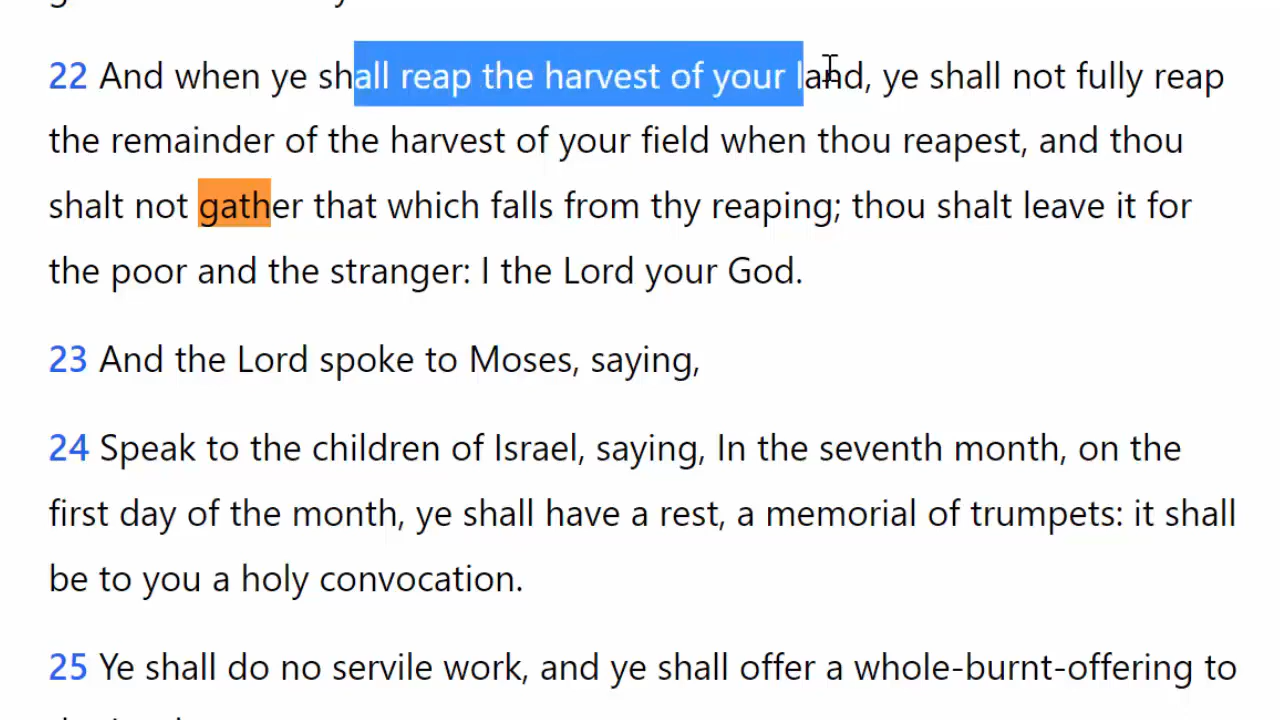 22 And when ye shall reap the harvest of your land, ye shall not fully reap
the remainder of the harvest of your field when thou reapest, and thou
shalt not gather that which falls from thy reaping; thou shalt leave it for
the poor and the stranger: I the Lord your God.
23 And the Lord spoke to Moses, saying,
24 Speak to the children of Israel, saying, In the seventh month, on the
first day of the month, ye shall have a rest, a memorial of trumpets: it shall
be to you a holy convocation.
25 Ye shall do no servile work, and ye shall offer a whole-burnt-offering to